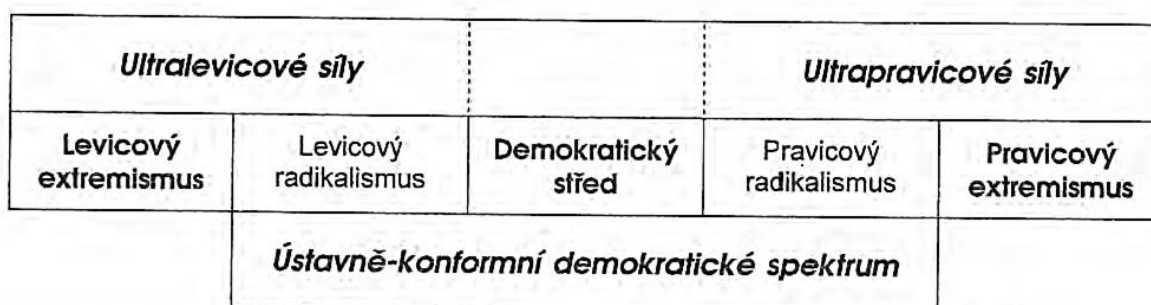 Ultralevicové síly
Ultrapravicové síly
Levicový
extremismus
Levicový
radikalismus
Demokratický
střed
Pravicový
radikalismus
Pravicový
extremismus
Ústavně-konformní demokratické spektrum